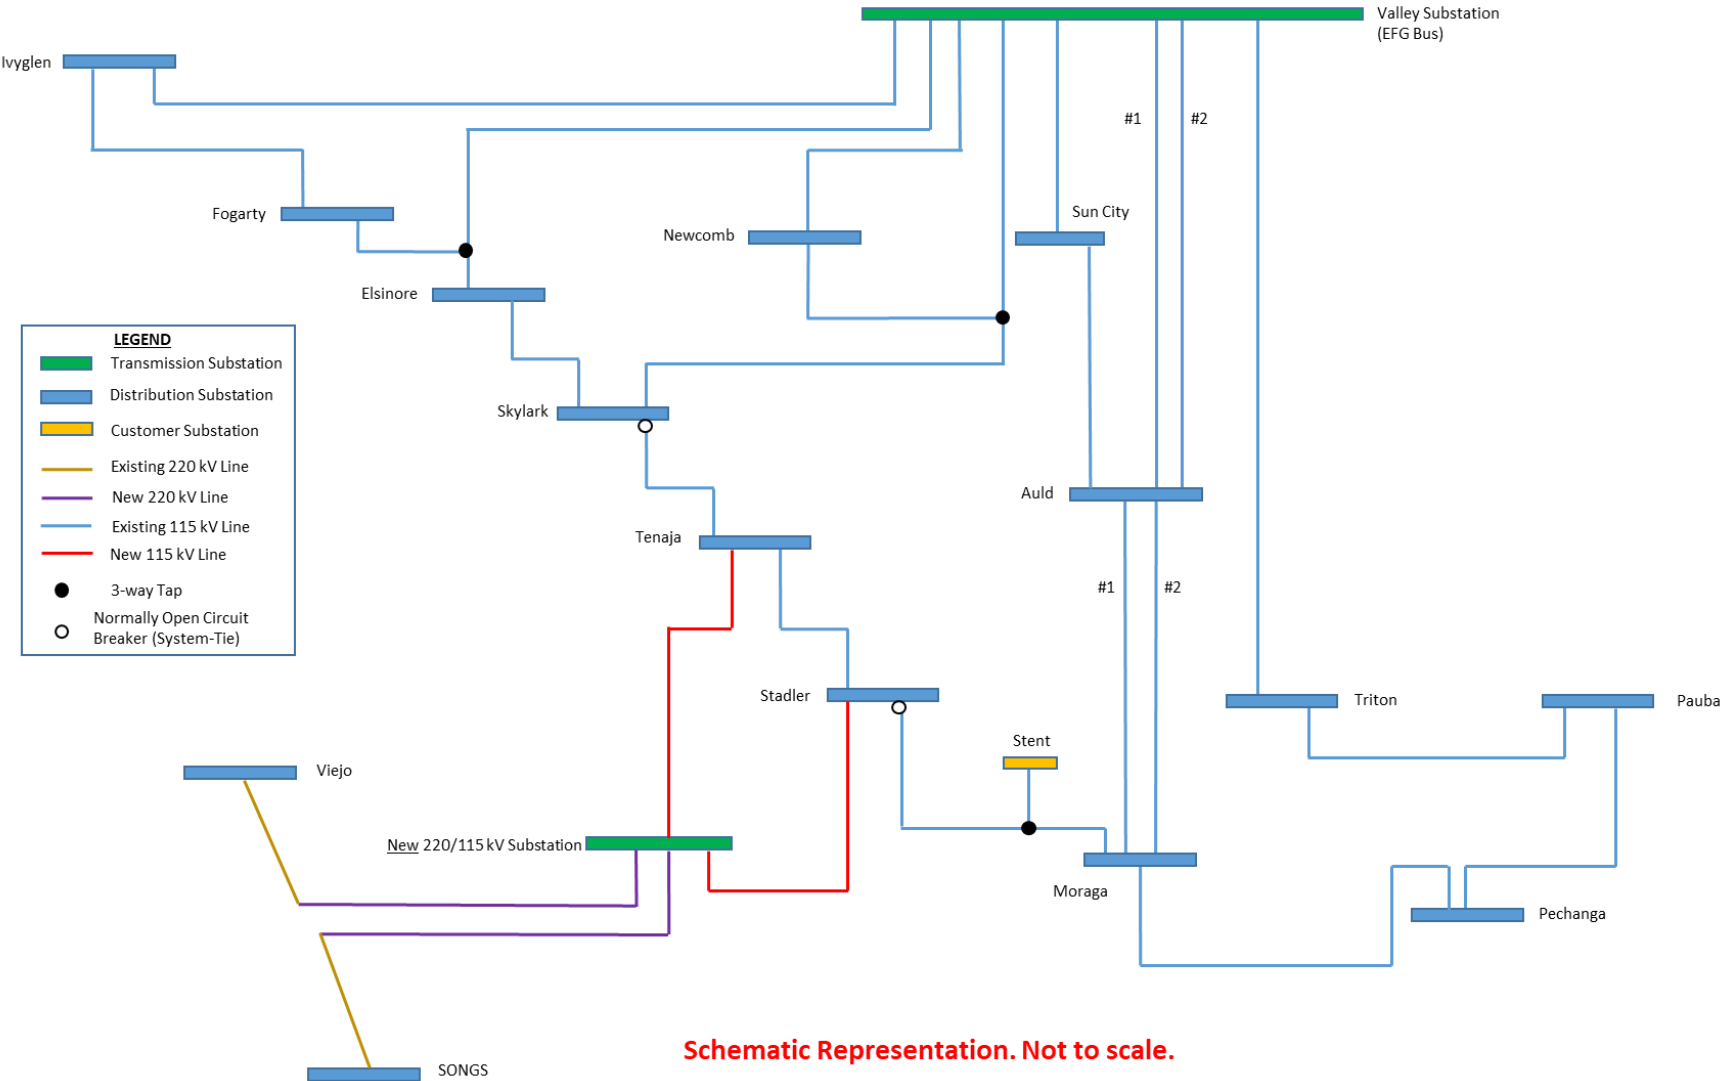 Valley Substation
(EFG Bus)
Ivyglen
#1
#2
Fogarty
Newcomb
Sun City
Elsinore
LEGEND
Transmission Substation
Distribution Substation
Customer Substation
Existing 220 kV Line
New 220 kV Line
Existing 115 kV Line
New 115 kV Line
3-way Tap
Normally Open Circuit
Breaker (System-Tie)
Skylark
Auld
Tenaja
#1
#2
Stadler
Triton
Pauba
Stent
Viejo
New 220/115 kV Substation
Moraga
Pechanga
Schematic Representation. Not to scale.
SONGS